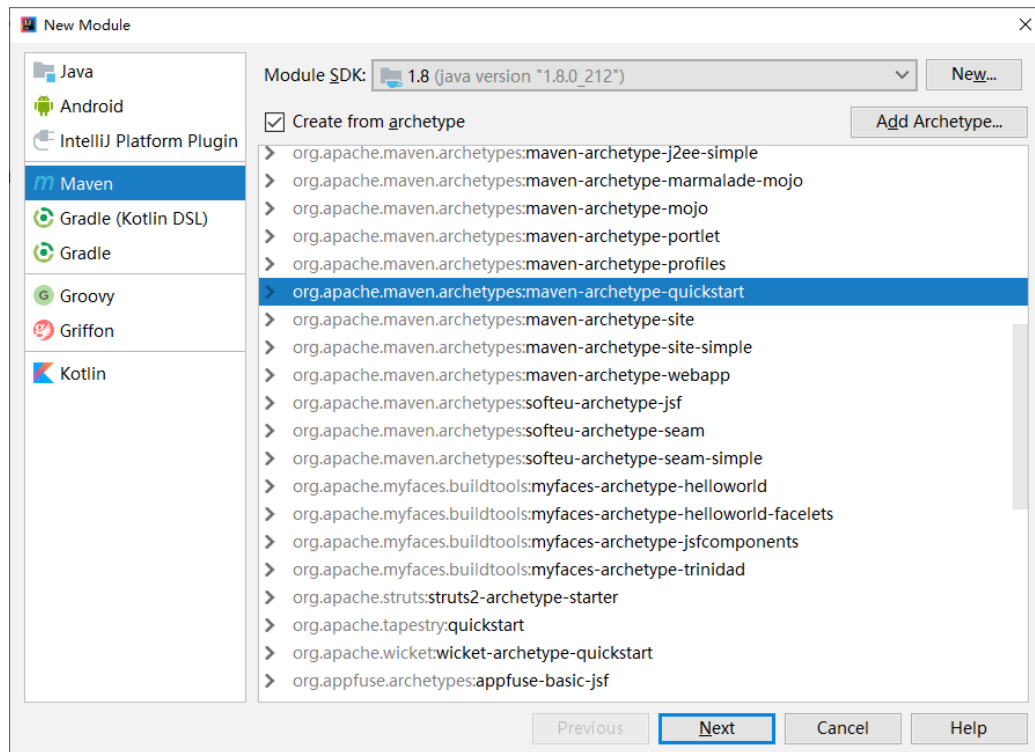 New Module
Java
Android
IntelliJ Platform Plugin
Maven
Gradle (Kotlin DSL)
Gradle
Groovy
Griffon
Kotlin
Module SDK: 1.8 (java version "1.8.0_212") New...
Create from archetype Add Archetype...
org.apache.maven.archetypes:maven-archetype-j2ee-simple
org.apache.maven.archetypes:maven-archetype-marmalade-mojo
org.apache.maven.archetypes:maven-archetype-mojo
org.apache.maven.archetypes:maven-archetype-portlet
org.apache.maven.archetypes:maven-archetype-profiles
org.apache.maven.archetypes:maven-archetype-quickstart
org.apache.maven.archetypes:maven-archetype-site
org.apache.maven.archetypes:maven-archetype-site-simple
org.apache.maven.archetypes:maven-archetype-webapp
org.apache.maven.archetypes:softeu-archetype-jsf
org.apache.maven.archetypes:softeu-archetype-seam
org.apache.maven.archetypes:softeu-archetype-seam-simple
org.apache.myfaces.buildtools:myfaces-archetype-helloworld
org.apache.myfaces.buildtools:myfaces-archetype-helloworld-facelets
org.apache.myfaces.buildtools:myfaces-archetype-jsfcomponents
org.apache.myfaces.buildtools:myfaces-archetype-trinidad
org.apache.struts:struts2-archetype-starter
org.apache.tapestry:quickstart
org.apache.wicket:wicket-archetype-quickstart
org.appfuse.archetypes:appfuse-basic-jsf
Previous Next Cancel Help